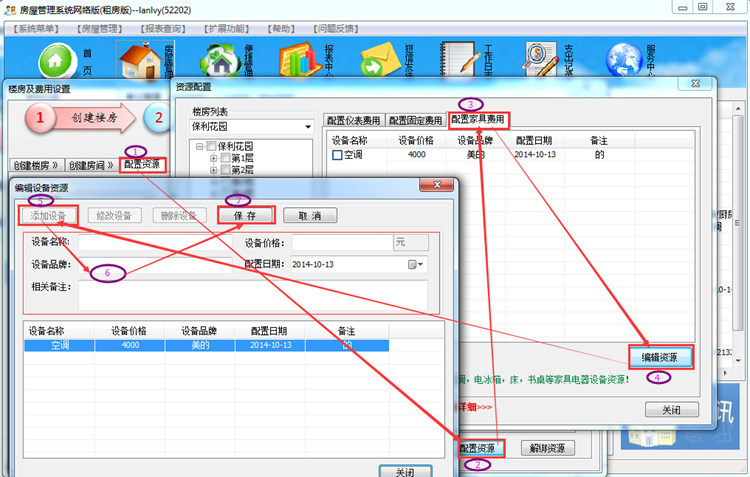 房屋管理系统网络版(租房版)--lanlvy(52202)
【系统菜单】 【房屋管理】 【报表查询】 【扩展功能】 【帮助】 【问题反馈】
首页
房屋管理
便捷管理
报表中心
短信发送
工作日志
支出记录
服务中心
楼房及费用设置
1 创建楼房 2
1
创建楼房 》 创建房间 》 配置资源
资源配置
楼房列表
保利花园
保利花园
第1层
第2层
3
配置仪表费用 配置固定费用 配置家具费用
设备名称 设备价格 设备品牌 配置日期 备注
空调 4000 美的 2014-10-13 的
编辑资源
4
调，电冰箱，床，书桌等家具电器设备资源！
详细>>>
关闭
编辑设备资源
5 7
添加设备 修改设备 删除设备 保 存 取 消
设备名称: 设备价格: 元
设备品牌: 6 配置日期: 2014-10-13
相关备注:
设备名称 设备价格 设备品牌 配置日期 备注
空调 4000 美的 2014-10-13 的
关闭
配置资源 解绑资源
2
讯